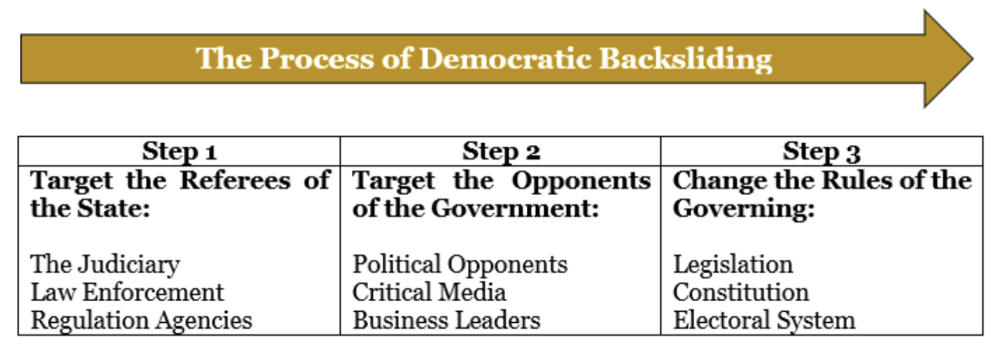 The Process of Democratic Backsliding
Step 1
Step 2
Step 3
Target the Referees of
the State:
The Judiciary
Law Enforcement
Regulation Agencies
Target the Opponents
of the Government:
Political Opponents
Critical Media
Business Leaders
Change the Rules of the
Governing:
Legislation
Constitution
Electoral System